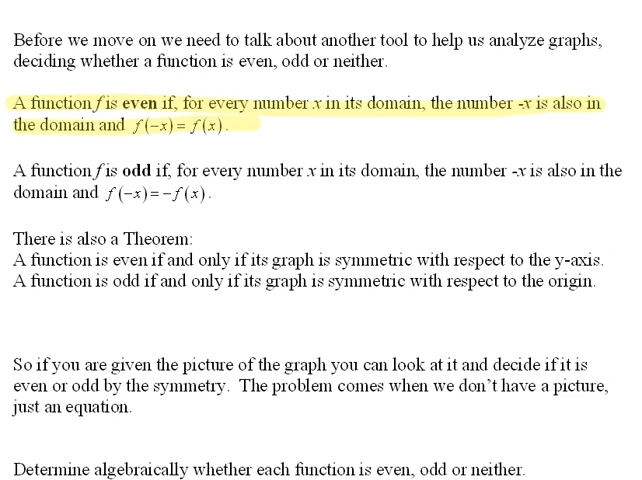 Before we move on we need to talk about another tool to help us analyze graphs,
deciding whether a function is even, odd or neither.
A function f is even if, for every number x in its domain, the number -x is also in
the domain and f(-x) = f(x).
A function f is odd if, for every number x in its domain, the number -x is also in the
domain and f(-x) = -f(x).
There is also a Theorem:
A function is even if and only if its graph is symmetric with respect to the y-axis.
A function is odd if and only if its graph is symmetric with respect to the origin.
So if you are given the picture of the graph you can look at it and decide if it is
even or odd by the symmetry. The problem comes when we don't have a picture,
just an equation.
Determine algebraically whether each function is even, odd or neither.